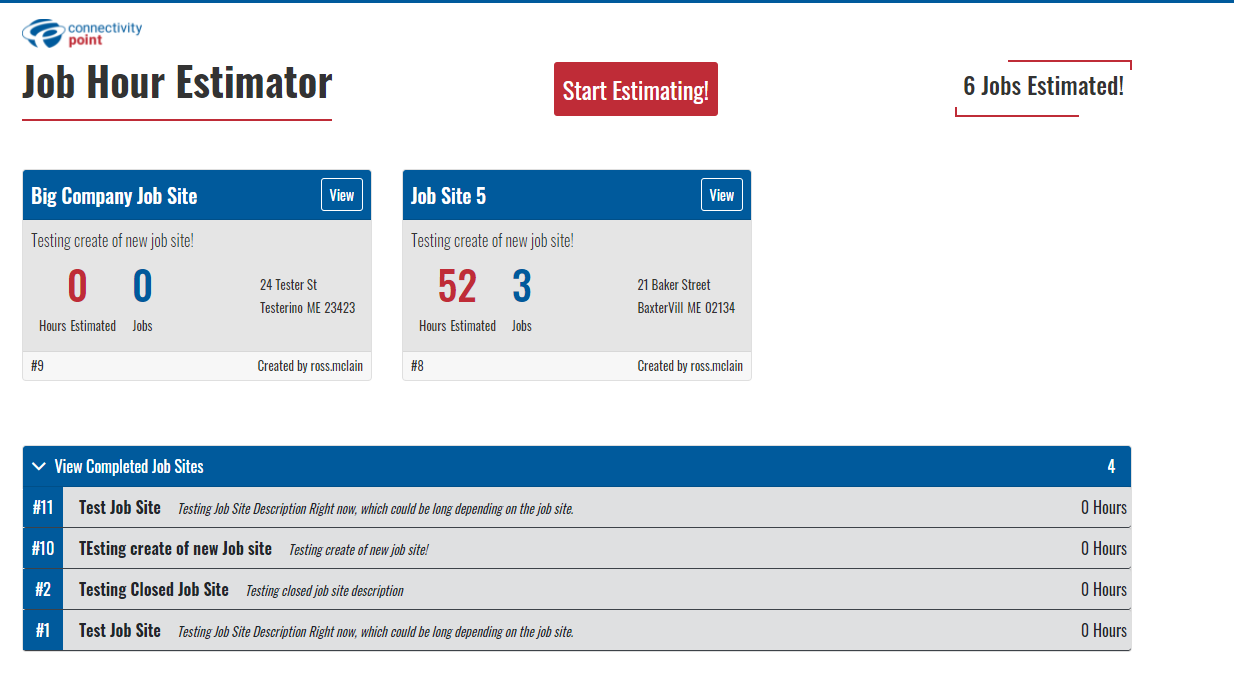 connectivity
point
Job Hour Estimator
Start Estimating!
6 Jobs Estimated!
Big Company Job Site
View
Testing create of new job site!
0
0
Hours Estimated
Jobs
24 Tester St
Testerino ME 23423
#9
Created by ross.mclain
Job Site 5
View
Testing create of new job site!
52
3
Hours Estimated
Jobs
21 Baker Street
BaxterVill ME 02134
#8
Created by ross.mclain
View Completed Job Sites 4
#11 Test Job Site Testing Job Site Description Right now, which could be long depending on the job site. 0 Hours
#10 TEsting create of new Job site Testing create of new job site! 0 Hours
#2 Testing Closed Job Site Testing closed job site description 0 Hours
#1 Test Job Site Testing Job Site Description Right now, which could be long depending on the job site. 0 Hours